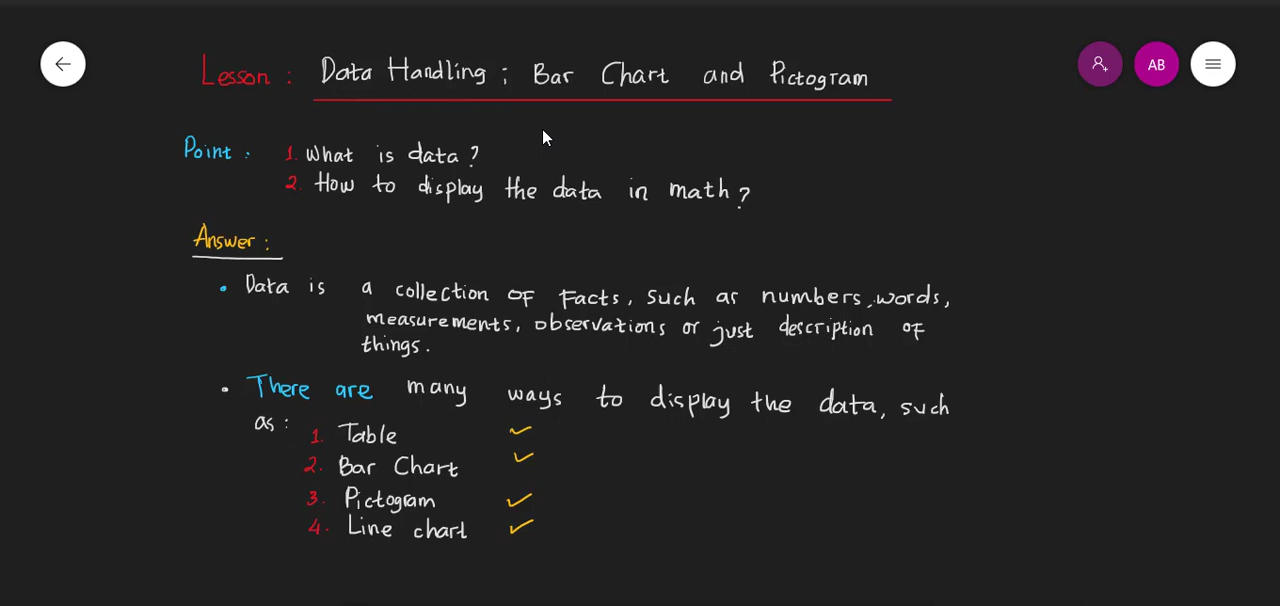 AB
Lesson : Data Handling ; Bar Chart and Pictogram
Point : 1. What is data?
2. How to display the data in math?
Answer :
• Data is a collection of facts, such as numbers, words,
measurements, observations or just description of
things.
• There are many ways to display the data, such
as :
1. Table ✓
2. Bar Chart ✓
3. Pictogram ✓
4. Line chart ✓